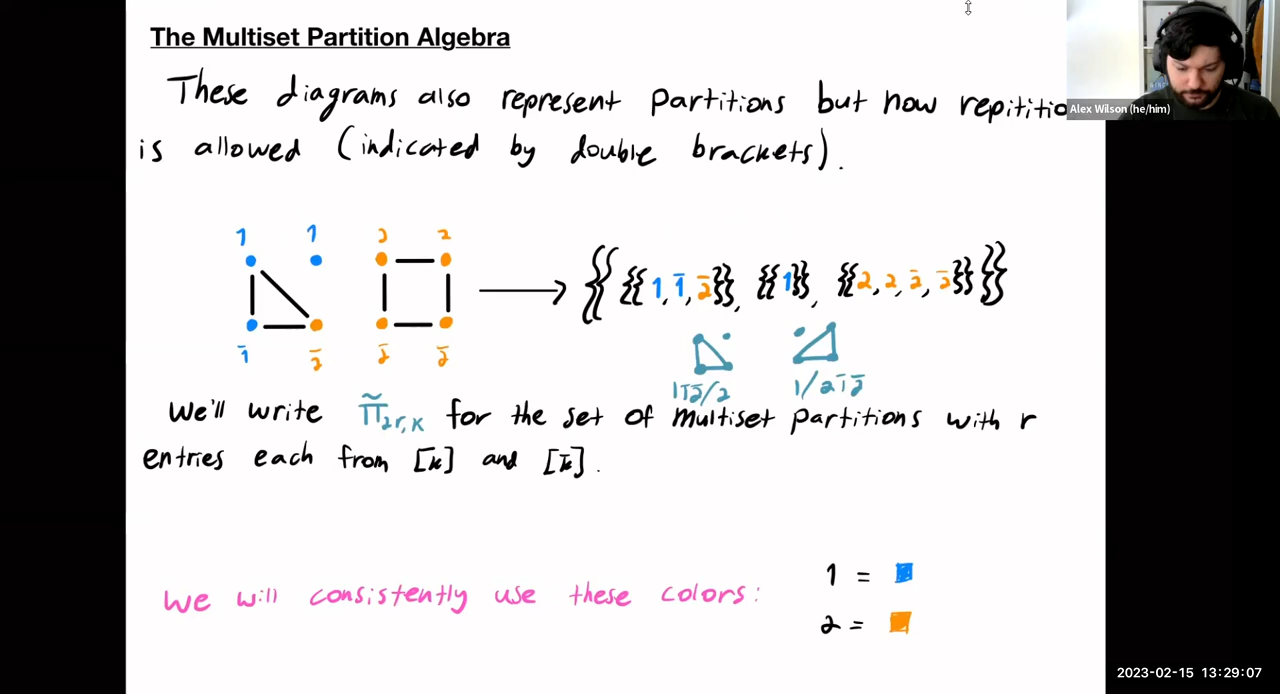 The Multiset Partition Algebra
These diagrams also represent partitions but now repititio
Alex Wilson (he/him)
is allowed (indicated by double brackets).
1 1 2 2
{{ {{1, 1̄, 2̄}}, {{1}}, {{2, 2, 2̄, 2̄}} }}
1̄ 2̄ 2̄ 2̄
11̄2̄/2 1/21̄2̄
We'll write Π̃₂ᵣ,ₖ for the set of multiset partitions with r
entries each from [k] and [k̄].
We will consistently use these colors:
1 =
2 =
2023-02-15 13:29:07